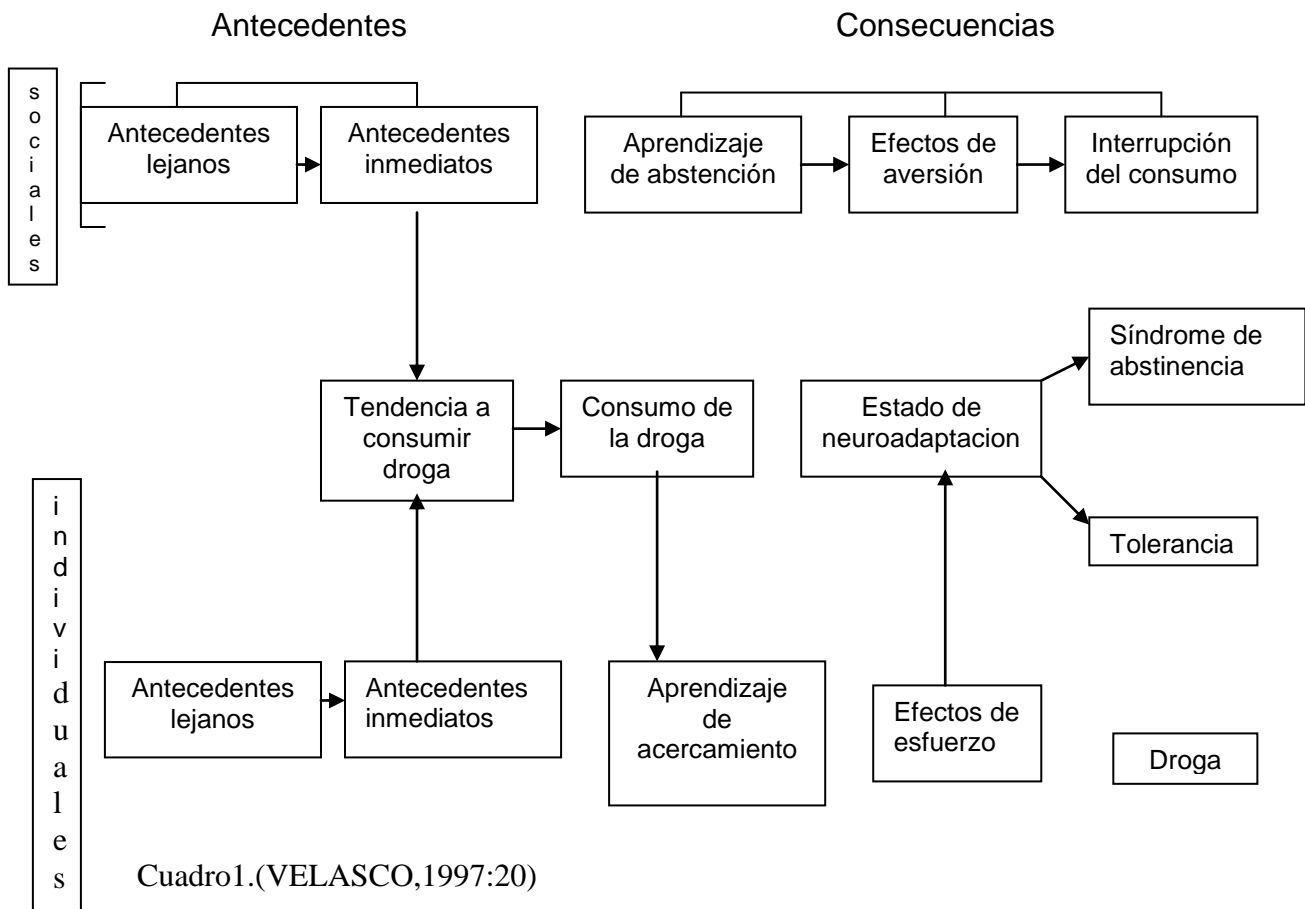 Antecedentes
Consecuencias
sociales
Antecedentes
lejanos
Antecedentes
inmediatos
Aprendizaje
de abstención
Efectos de
aversión
Interrupción
del consumo
Tendencia a
consumir
droga
Consumo de
la droga
Estado de
neuroadaptacion
Síndrome de
abstinencia
Tolerancia
individuales
Antecedentes
lejanos
Antecedentes
inmediatos
Aprendizaje
de
acercamiento
Efectos de
esfuerzo
Droga
Cuadro1.(VELASCO,1997:20)